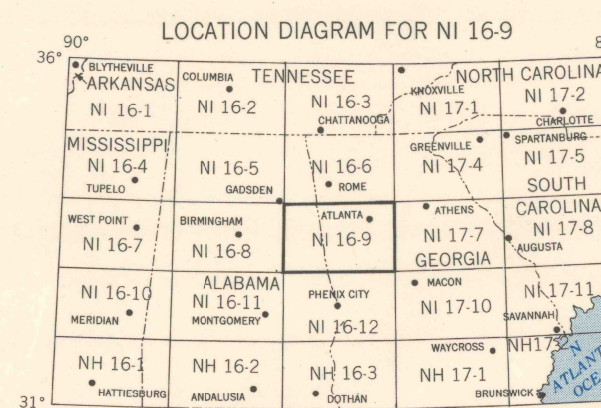 LOCATION DIAGRAM FOR NI 16-9
90°
8
36°
BLYTHEVILLE
ARKANSAS
NI 16-1
COLUMBIA
TENNESSEE
NI 16-2
NI 16-3
CHATTANOOGA
KNOXVILLE
NI 17-1
NORTH CAROLINA
NI 17-2
CHARLOTTE
MISSISSIPPI
NI 16-4
TUPELO
NI 16-5
GADSDEN
NI 16-6
ROME
GREENVILLE
NI 17-4
SPARTANBURG
NI 17-5
SOUTH
CAROLINA
WEST POINT
NI 16-7
BIRMINGHAM
NI 16-8
ATLANTA
NI 16-9
ATHENS
NI 17-7
GEORGIA
NI 17-8
AUGUSTA
NI 16-10
MERIDIAN
ALABAMA
NI 16-11
MONTGOMERY
PHENIX CITY
NI 16-12
MACON
NI 17-10
NI 17-11
SAVANNAH
NH 16-1
HATTIESBURG
NH 16-2
ANDALUSIA
NH 16-3
DOTHAN
WAYCROSS
NH 17-1
NH17-2
BRUNSWICK
N
ATLANT
OCE
31°